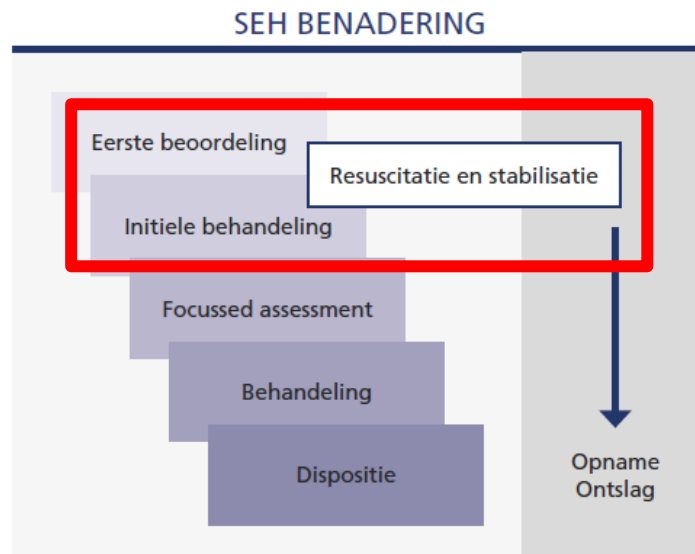 SEH BENADERING
Eerste beoordeling
Resuscitatie en stabilisatie
Initiele behandeling
Focussed assessment
Behandeling
Dispositie
Opname
Ontslag